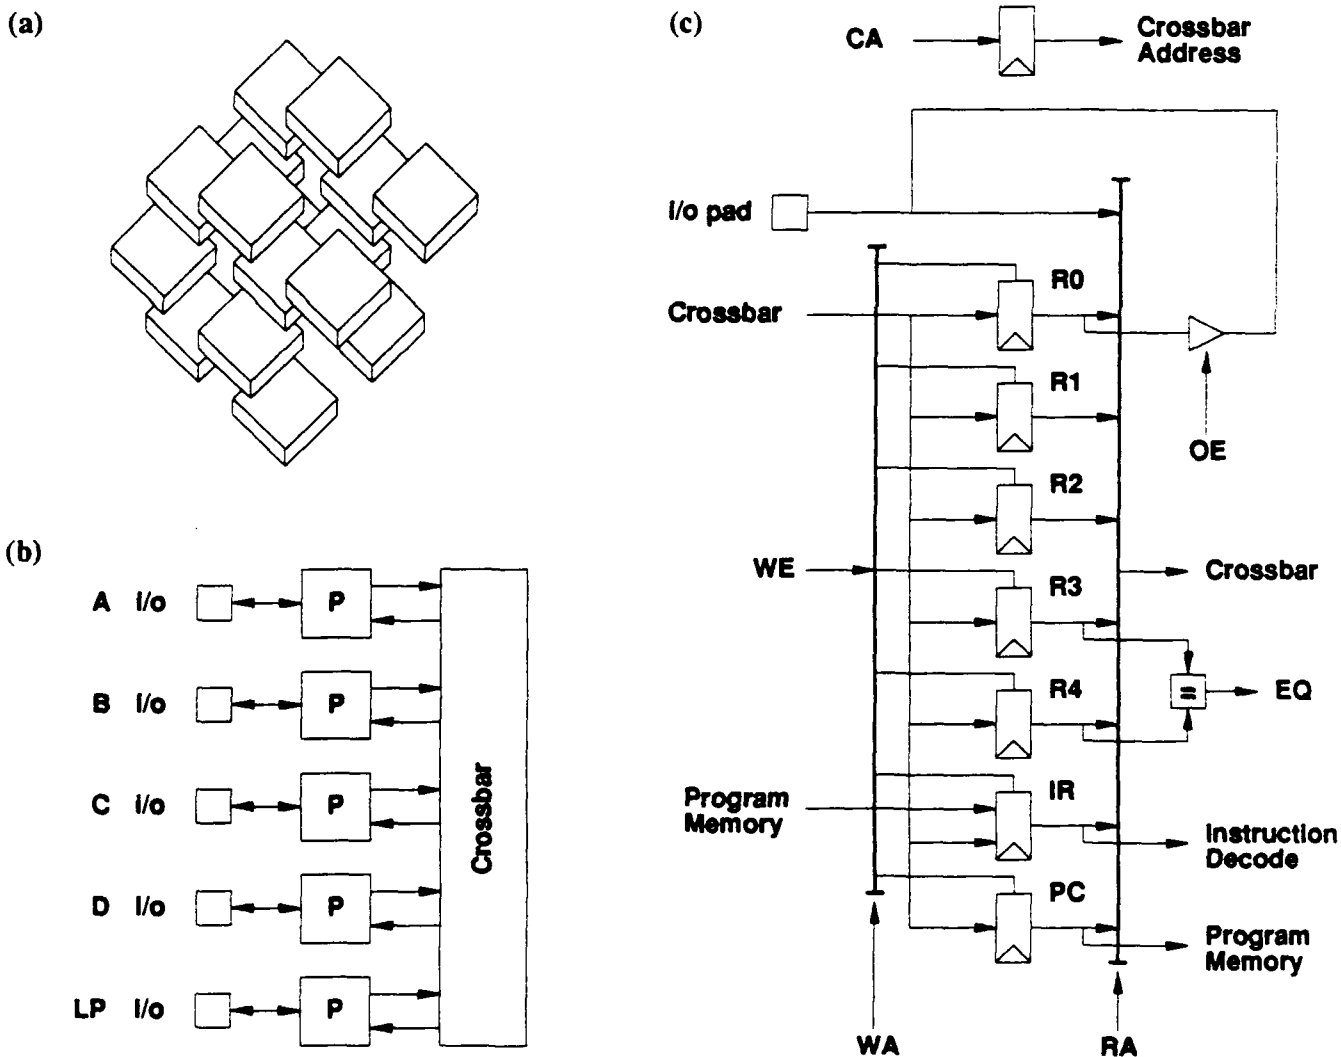 (a)
(b)
A I/o P
B I/o P
C I/o P
D I/o P
LP I/o P
Crossbar
(c)
CA
Crossbar
Address
I/o pad
R0
Crossbar
R1
OE
R2
WE
Crossbar
R3
R4
=
EQ
Program
Memory
IR
Instruction
Decode
PC
Program
Memory
WA
RA